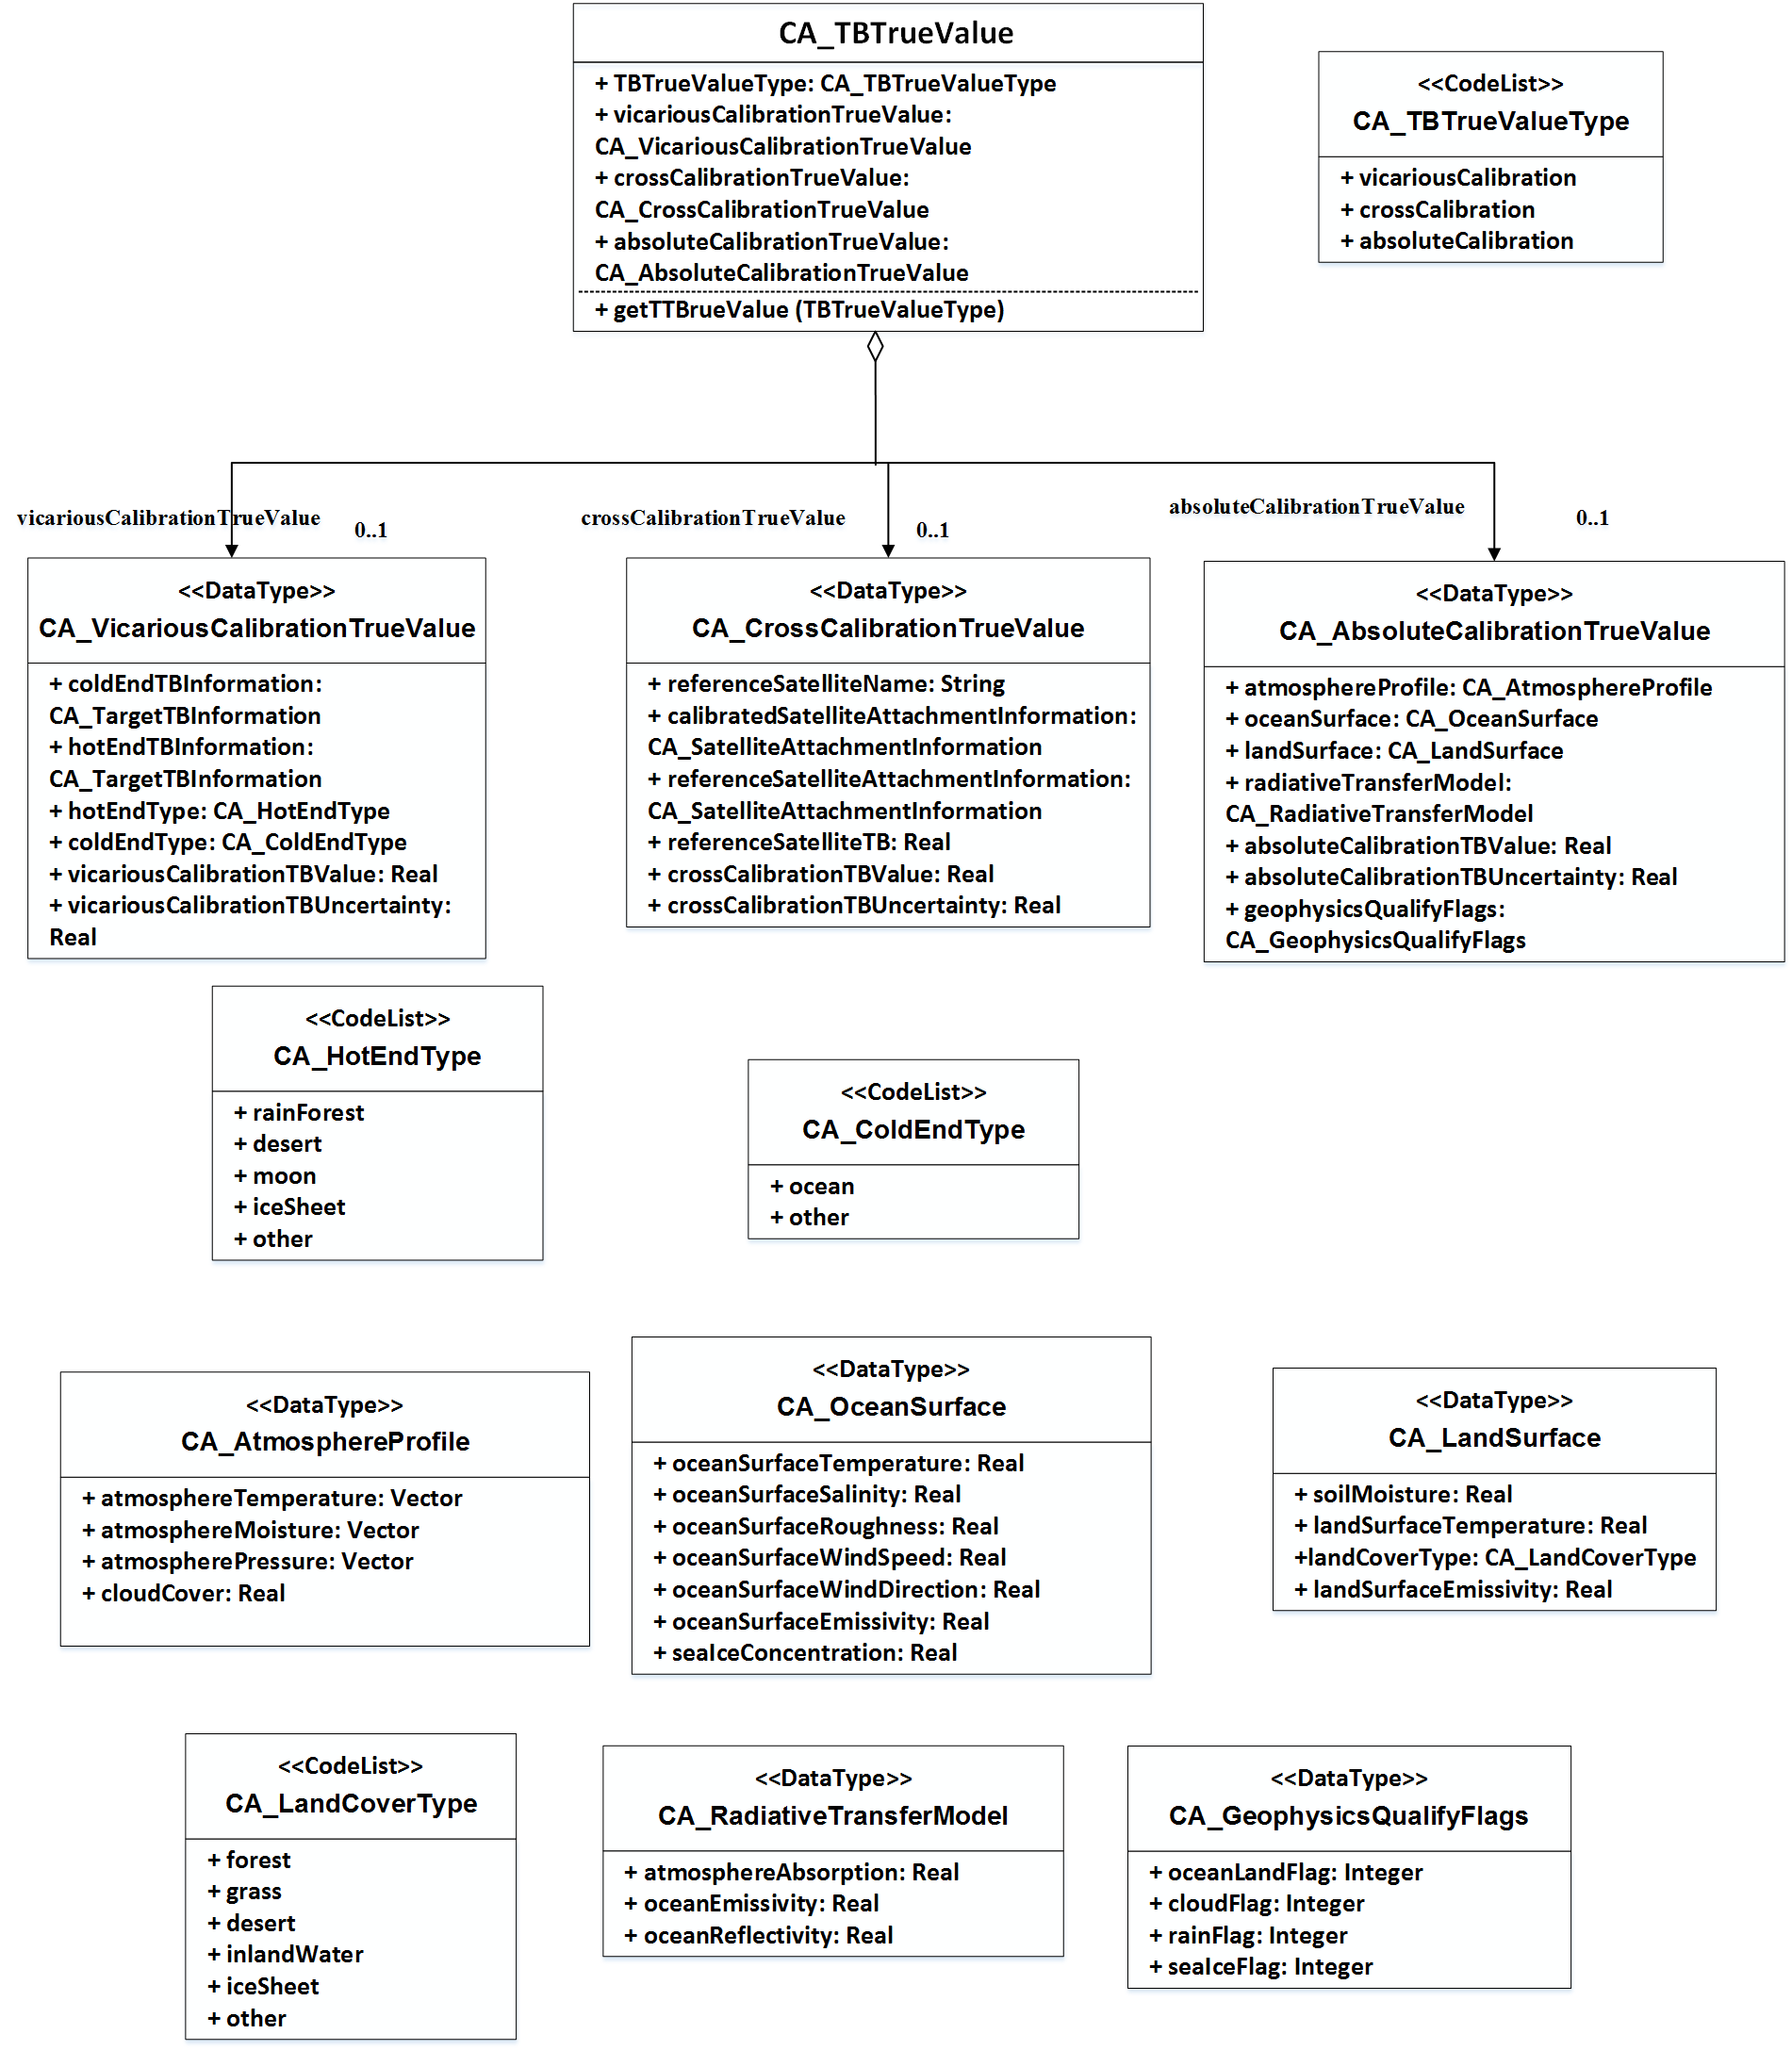 CA_TBTrueValue
+ TBTrueValueType: CA_TBTrueValueType
+ vicariousCalibrationTrueValue:
CA_VicariousCalibrationTrueValue
+ crossCalibrationTrueValue:
CA_CrossCalibrationTrueValue
+ absoluteCalibrationTrueValue:
CA_AbsoluteCalibrationTrueValue
+ getTTBrueValue (TBTrueValueType)
<<CodeList>>
CA_TBTrueValueType
+ vicariousCalibration
+ crossCalibration
+ absoluteCalibration
vicariousCalibrationTrueValue
0..1
crossCalibrationTrueValue
0..1
absoluteCalibrationTrueValue
0..1
<<DataType>>
CA_VicariousCalibrationTrueValue
+ coldEndTBInformation:
CA_TargetTBInformation
+ hotEndTBInformation:
CA_TargetTBInformation
+ hotEndType: CA_HotEndType
+ coldEndType: CA_ColdEndType
+ vicariousCalibrationTBValue: Real
+ vicariousCalibrationTBUncertainty:
Real
<<DataType>>
CA_CrossCalibrationTrueValue
+ referenceSatelliteName: String
+ calibratedSatelliteAttachmentInformation:
CA_SatelliteAttachmentInformation
+ referenceSatelliteAttachmentInformation:
CA_SatelliteAttachmentInformation
+ referenceSatelliteTB: Real
+ crossCalibrationTBValue: Real
+ crossCalibrationTBUncertainty: Real
<<DataType>>
CA_AbsoluteCalibrationTrueValue
+ atmosphereProfile: CA_AtmosphereProfile
+ oceanSurface: CA_OceanSurface
+ landSurface: CA_LandSurface
+ radiativeTransferModel:
CA_RadiativeTransferModel
+ absoluteCalibrationTBValue: Real
+ absoluteCalibrationTBUncertainty: Real
+ geophysicsQualifyFlags:
CA_GeophysicsQualifyFlags
<<CodeList>>
CA_HotEndType
+ rainForest
+ desert
+ moon
+ iceSheet
+ other
<<CodeList>>
CA_ColdEndType
+ ocean
+ other
<<DataType>>
CA_AtmosphereProfile
+ atmosphereTemperature: Vector
+ atmosphereMoisture: Vector
+ atmospherePressure: Vector
+ cloudCover: Real
<<DataType>>
CA_OceanSurface
+ oceanSurfaceTemperature: Real
+ oceanSurfaceSalinity: Real
+ oceanSurfaceRoughness: Real
+ oceanSurfaceWindSpeed: Real
+ oceanSurfaceWindDirection: Real
+ oceanSurfaceEmissivity: Real
+ seaIceConcentration: Real
<<DataType>>
CA_LandSurface
+ soilMoisture: Real
+ landSurfaceTemperature: Real
+landCoverType: CA_LandCoverType
+ landSurfaceEmissivity: Real
<<CodeList>>
CA_LandCoverType
+ forest
+ grass
+ desert
+ inlandWater
+ iceSheet
+ other
<<DataType>>
CA_RadiativeTransferModel
+ atmosphereAbsorption: Real
+ oceanEmissivity: Real
+ oceanReflectivity: Real
<<DataType>>
CA_GeophysicsQualifyFlags
+ oceanLandFlag: Integer
+ cloudFlag: Integer
+ rainFlag: Integer
+ seaIceFlag: Integer